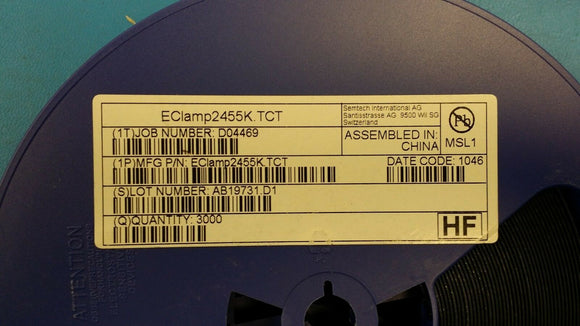 EClamp2455K.TCT
Semtech International AG
Santisstrasse AG 9500 Wil SG
Switzerland
Pb
(1T)JOB NUMBER: D04469
ASSEMBLED IN:
CHINA
MSL1
(1P)MFG P/N: EClamp2455K.TCT
DATE CODE: 1046
(S)LOT NUMBER: AB19731.D1
(Q)QUANTITY: 3000
HF
ATTENTION